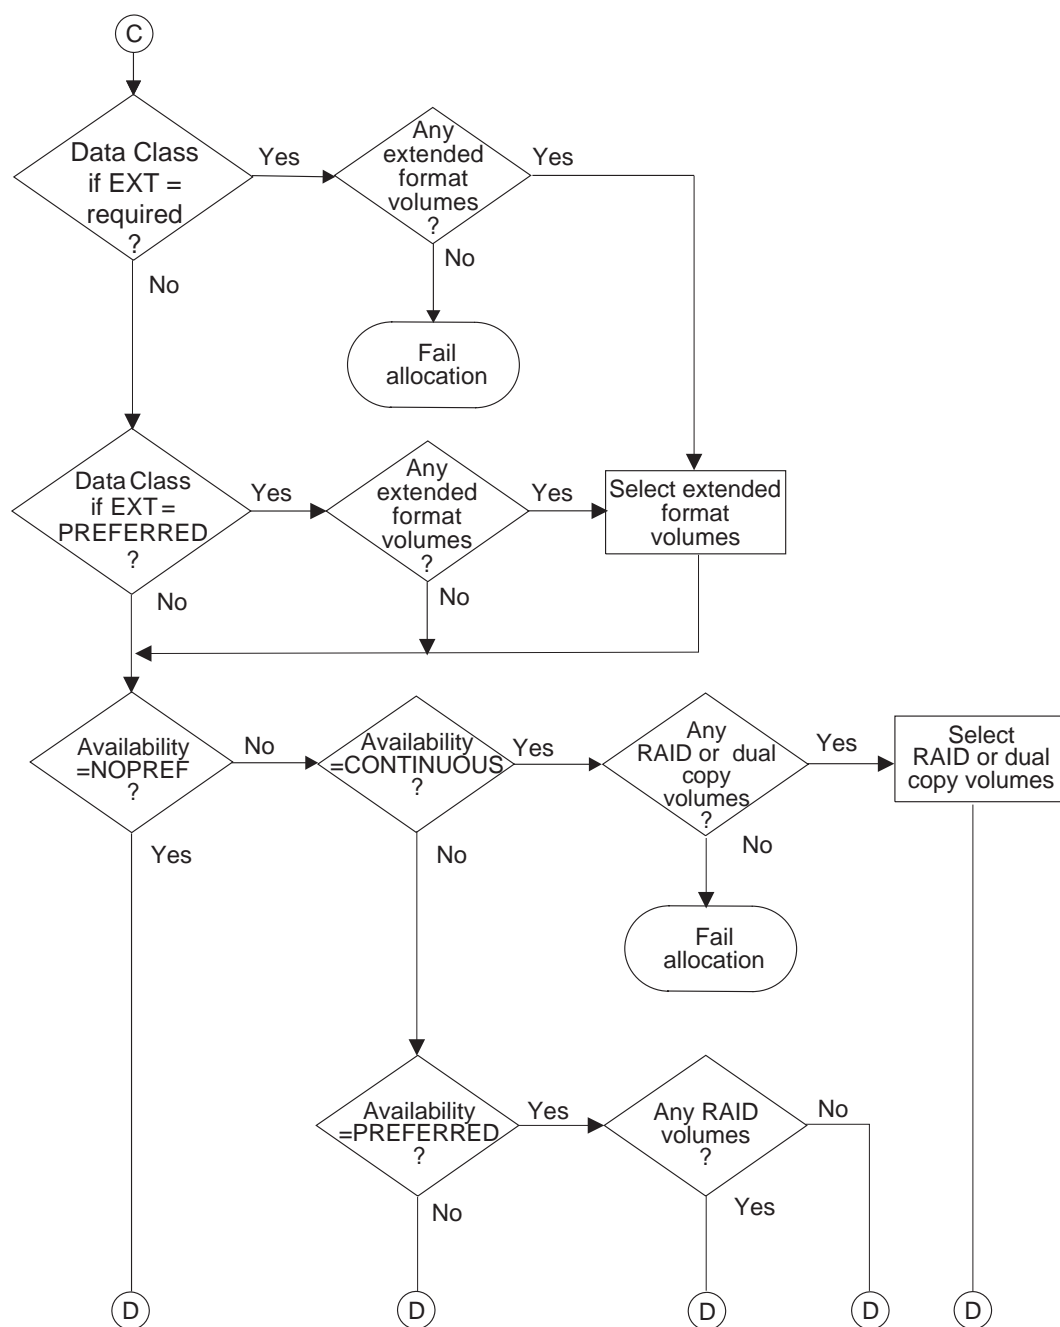 C
Data Class
if EXT =
required
?
Yes
Any
extended
format
volumes
?
Yes
No
No
Fail
allocation
Data Class
if EXT =
PREFERRED
?
Yes
Any
extended
format
volumes
?
Yes
Select extended
format
volumes
No
No
Availability
=NOPREF
?
No
Availability
=CONTINUOUS
?
Yes
Any
RAID or dual
copy
volumes
?
Yes
Select
RAID or dual
copy volumes
Yes
No
No
Fail
allocation
Availability
=PREFERRED
?
Yes
Any RAID
volumes
?
No
No
Yes
D
D
D
D
D